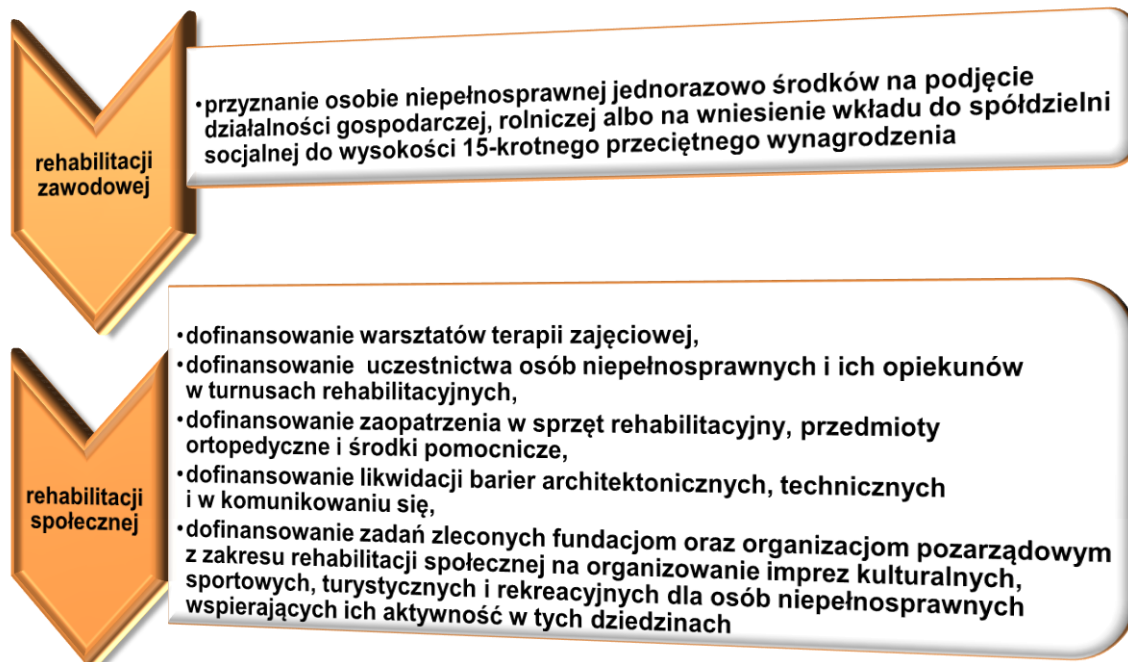 rehabilitacji
zawodowej
•przyznanie osobie niepełnosprawnej jednorazowo środków na podjęcie
działalności gospodarczej, rolniczej albo na wniesienie wkładu do spółdzielni
socjalnej do wysokości 15-krotnego przeciętnego wynagrodzenia
rehabilitacji
społecznej
•dofinansowanie warsztatów terapii zajęciowej,
•dofinansowanie uczestnictwa osób niepełnosprawnych i ich opiekunów
w turnusach rehabilitacyjnych,
•dofinansowanie zaopatrzenia w sprzęt rehabilitacyjny, przedmioty
ortopedyczne i środki pomocnicze,
•dofinansowanie likwidacji barier architektonicznych, technicznych
i w komunikowaniu się,
•dofinansowanie zadań zleconych fundacjom oraz organizacjom pozarządowym
z zakresu rehabilitacji społecznej na organizowanie imprez kulturalnych,
sportowych, turystycznych i rekreacyjnych dla osób niepełnosprawnych
wspierających ich aktywność w tych dziedzinach